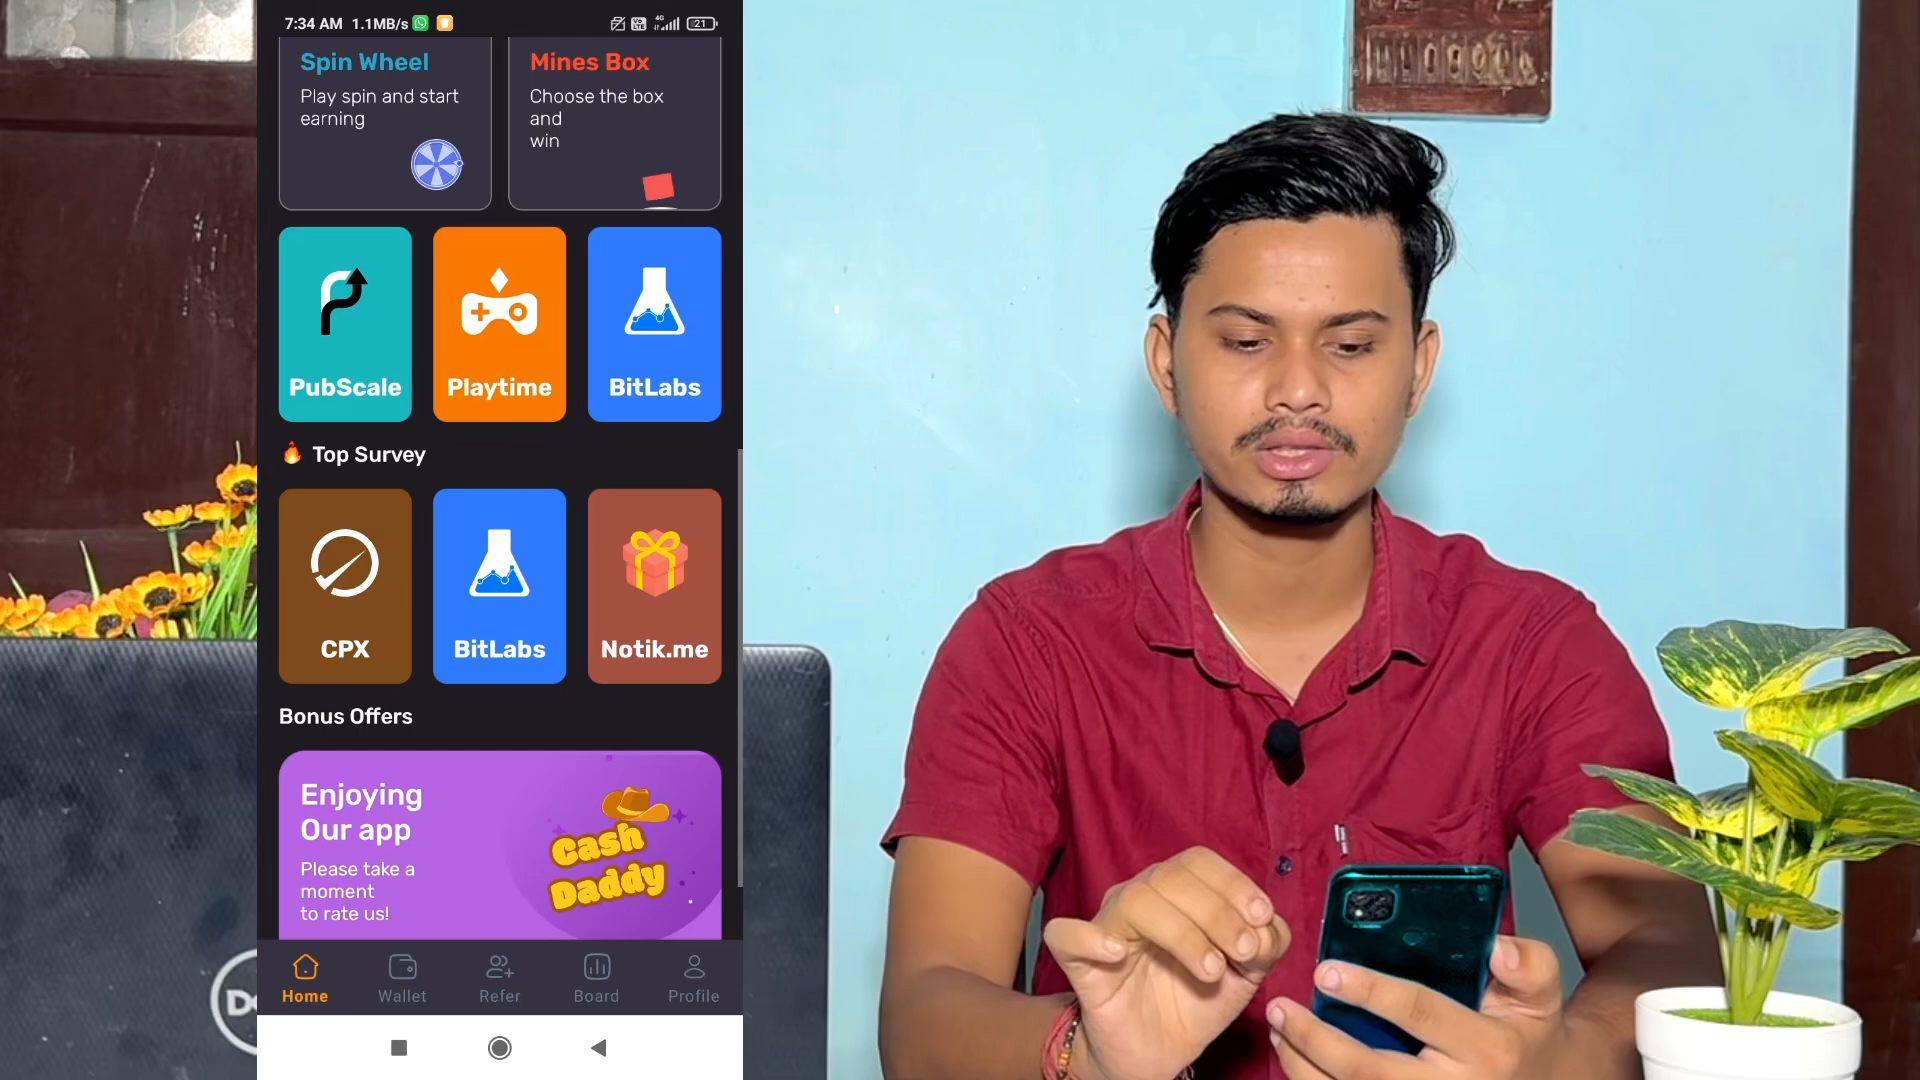 7:34 AM 1.1MB/s 4G 21
Spin Wheel
Play spin and start
earning
Mines Box
Choose the box
and
win
PubScale
Playtime
BitLabs
Top Survey
CPX
BitLabs
Notik.me
Bonus Offers
Enjoying
Our app
Please take a
moment
to rate us!
Cash
Daddy
Home
Wallet
Refer
Board
Profile